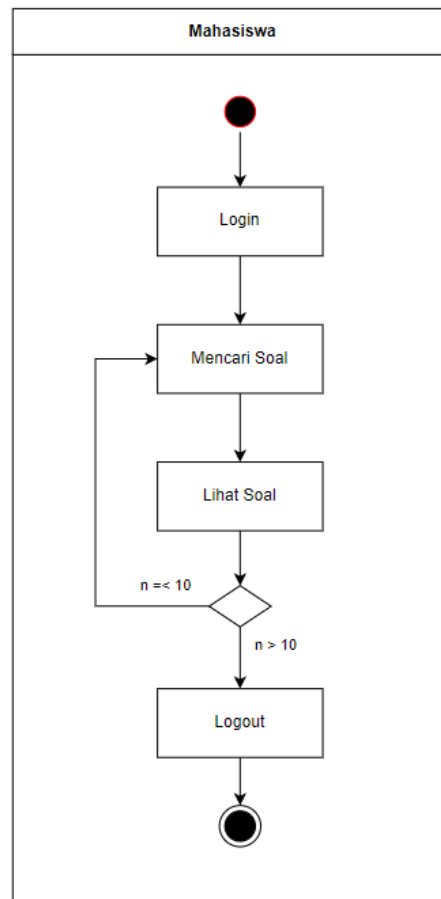 Mahasiswa
Login
Mencari Soal
Lihat Soal
n =< 10
n > 10
Logout